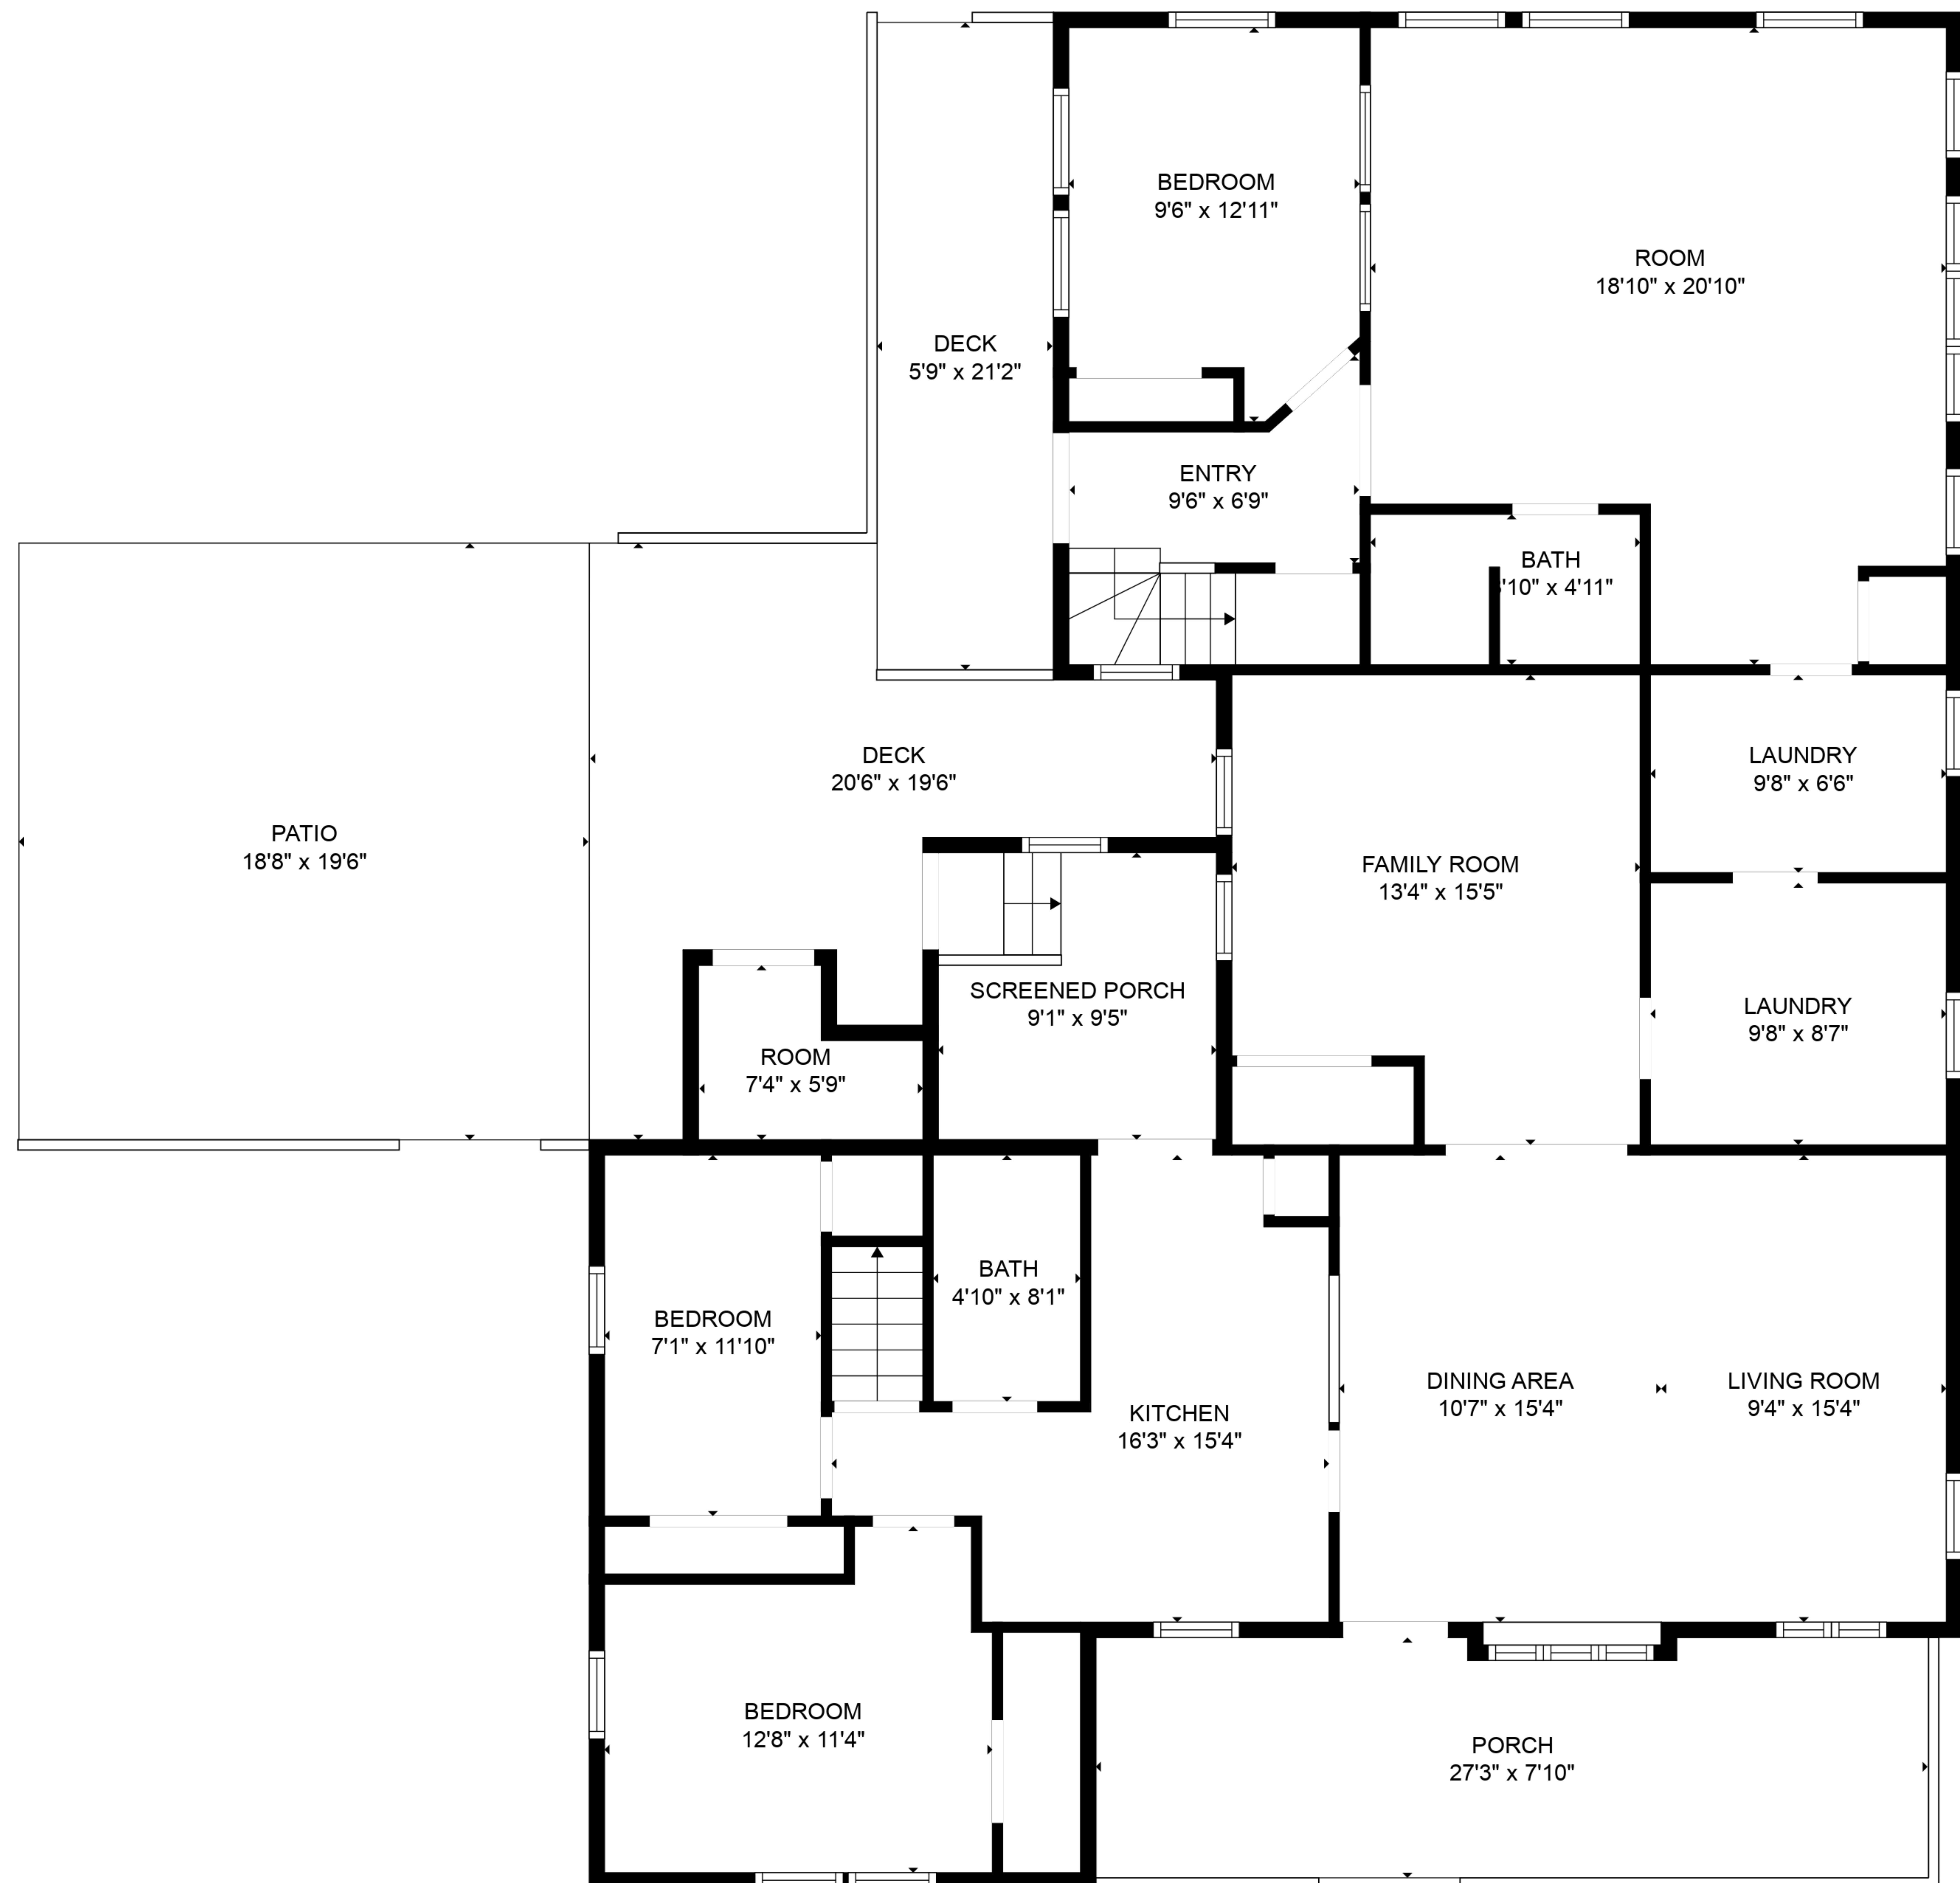 BEDROOM
9'6" x 12'11"
ROOM
18'10" x 20'10"
DECK
5'9" x 21'2"
ENTRY
9'6" x 6'9"
BATH
'10" x 4'11"
DECK
20'6" x 19'6"
LAUNDRY
9'8" x 6'6"
PATIO
18'8" x 19'6"
FAMILY ROOM
13'4" x 15'5"
SCREENED PORCH
9'1" x 9'5"
LAUNDRY
9'8" x 8'7"
ROOM
7'4" x 5'9"
BATH
4'10" x 8'1"
BEDROOM
7'1" x 11'10"
DINING AREA
10'7" x 15'4"
LIVING ROOM
9'4" x 15'4"
KITCHEN
16'3" x 15'4"
BEDROOM
12'8" x 11'4"
PORCH
27'3" x 7'10"